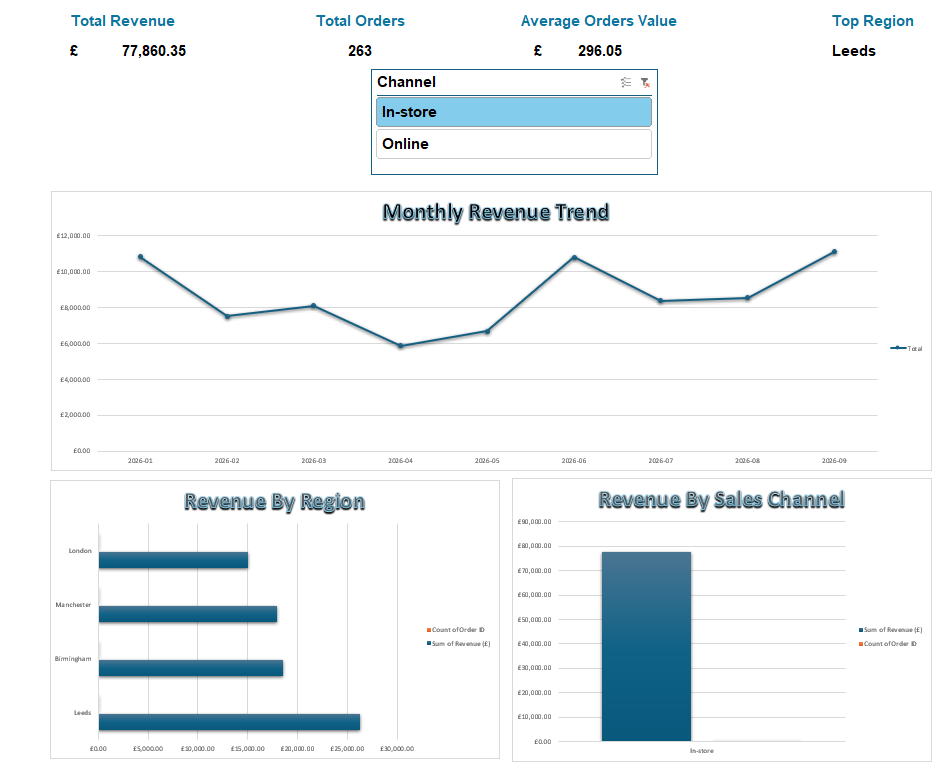 Total Revenue Total Orders Average Orders Value Top Region
£ 77,860.35 263 £ 296.05 Leeds
Channel
In-store
Online
Monthly Revenue Trend
£12,000.00
£10,000.00
£8,000.00
£6,000.00
£4,000.00
£2,000.00
£0.00
2026-01 2026-02 2026-03 2026-04 2026-05 2026-06 2026-07 2026-08 2026-09
Total
Revenue By Region
London
Manchester
Birmingham
Leeds
£0.00 £5,000.00 £10,000.00 £15,000.00 £20,000.00 £25,000.00 £30,000.00
Count of Order ID
Sum of Revenue (£)
Revenue By Sales Channel
£90,000.00
£80,000.00
£70,000.00
£60,000.00
£50,000.00
£40,000.00
£30,000.00
£20,000.00
£10,000.00
£0.00
In-store
Sum of Revenue (£)
Count of Order ID